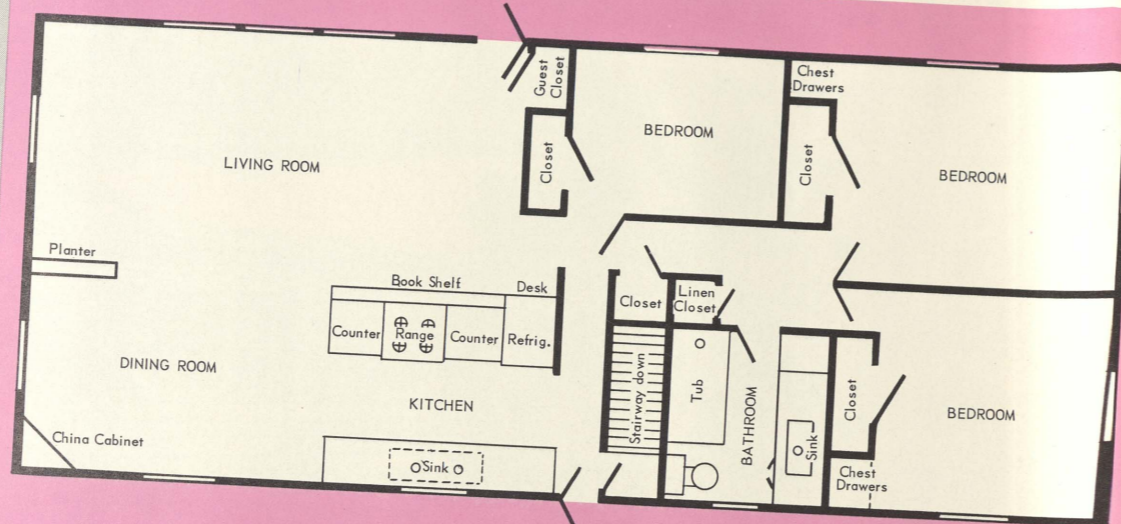 Guest
Closet
Chest
Drawers
BEDROOM
LIVING ROOM
Closet
Closet
BEDROOM
Planter
Book Shelf
Desk
Closet
Linen
Closet
Counter
Range
Counter
Refrig.
DINING ROOM
Stairway down
Tub
BATHROOM
Closet
KITCHEN
BEDROOM
China Cabinet
Sink
Sink
Chest
Drawers